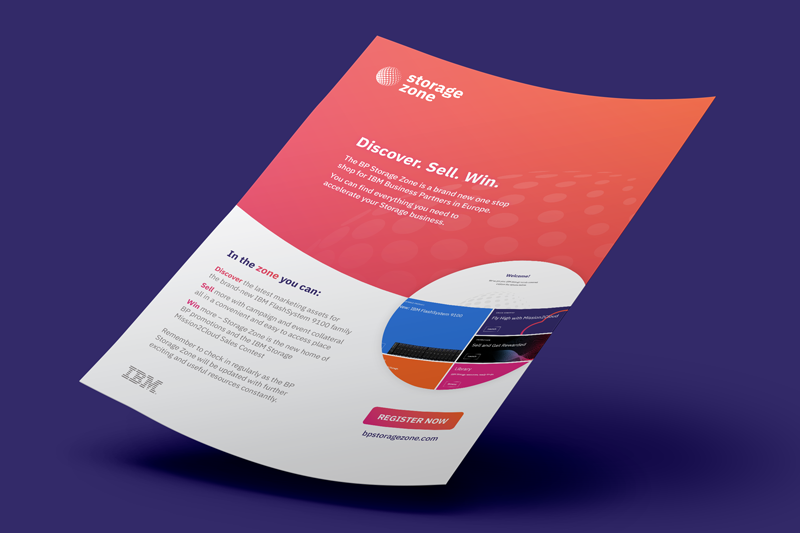 storage
zone
Discover. Sell. Win.
The BP Storage Zone is a brand new one stop
shop for IBM Business Partners in Europe.
You can find everything you need to
accelerate your Storage business.
In the zone you can:
Discover the latest marketing assets for
the brand-new IBM FlashSystem 9100 family
Sell more with campaign and event collateral
all in a convenient and easy to access place
Win more – Storage Zone is the new home of
BP promotions and the IBM Storage
Mission2Cloud Sales Contest
Remember to check in regularly as the BP
Storage Zone will be updated with further
exciting and useful resources constantly.
IBM
Welcome!
IBM FlashSystem 9100
Fly High with Mission2Cloud
Sell and Get Rewarded
Library
REGISTER NOW
bpstoragezone.com